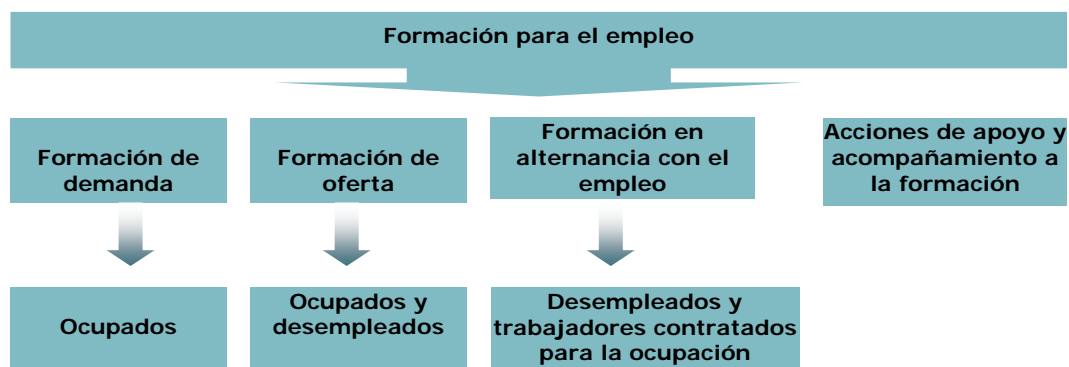 Formación para el empleo
Formación de
demanda
Formación de
oferta
Formación en
alternancia con el
empleo
Acciones de apoyo y
acompañamiento a
la formación
Ocupados
Ocupados y
desempleados
Desempleados y
trabajadores contratados
para la ocupación